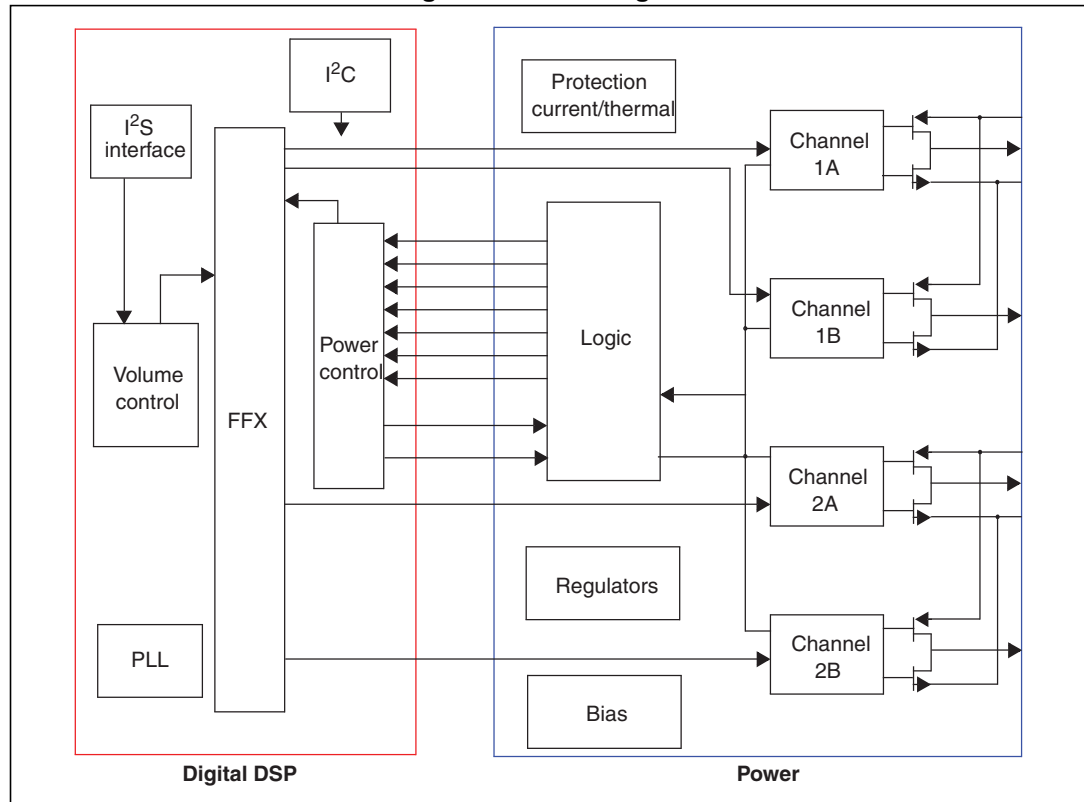 I²C
Protection
current/thermal
I²S
interface
Channel
1A
Channel
1B
Logic
Power
control
Volume
control
FFX
Channel
2A
Regulators
Channel
2B
PLL
Bias
Digital DSP
Power